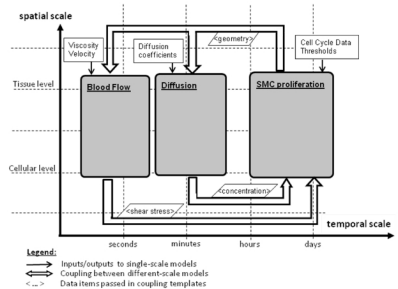 spatial scale
<geometry>
Viscosity
Velocity
Diffusion
coefficients
Cell Cycle Data
Thresholds
Tissue level
Blood Flow
Diffusion
SMC proliferation
Cellular level
<concentration>
<shear stress>
temporal scale
seconds
minutes
hours
days
Legend:
Inputs/outputs to single-scale models
Coupling between different-scale models
< ... > Data items passed in coupling templates